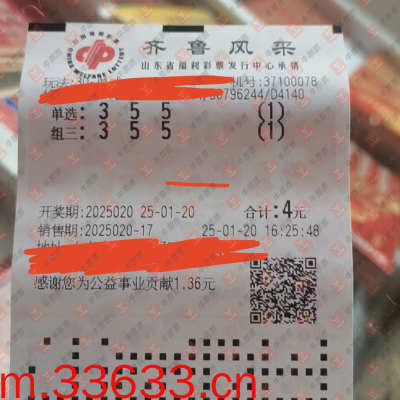 齐鲁风采
CHINA WELFARE LOTTERY
山东省福利彩票发行中心承销
机号:37100078
/D4140
单选: 3 5 5 (1)
组三: 3 5 5 (1)
开奖期:2025020 25-01-20 合计:4元
销售期:2025020-17 25-01-20 16:25:48
感谢您为公益事业贡献1.36元
m.33633.cn